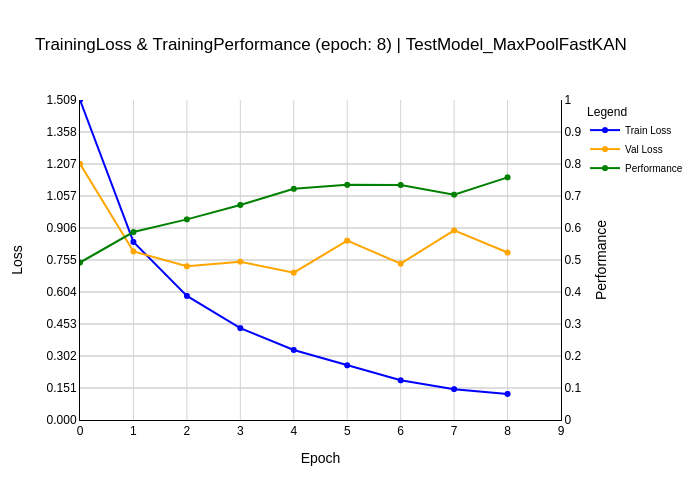 TrainingLoss & TrainingPerformance (epoch: 8) | TestModel_MaxPoolFastKAN
Legend
Train Loss
Val Loss
Performance
1.509
1.358
1.207
1.057
0.906
0.755
0.604
0.453
0.302
0.151
0.000
Loss
1
0.9
0.8
0.7
0.6
0.5
0.4
0.3
0.2
0.1
0
Performance
0 1 2 3 4 5 6 7 8 9
Epoch